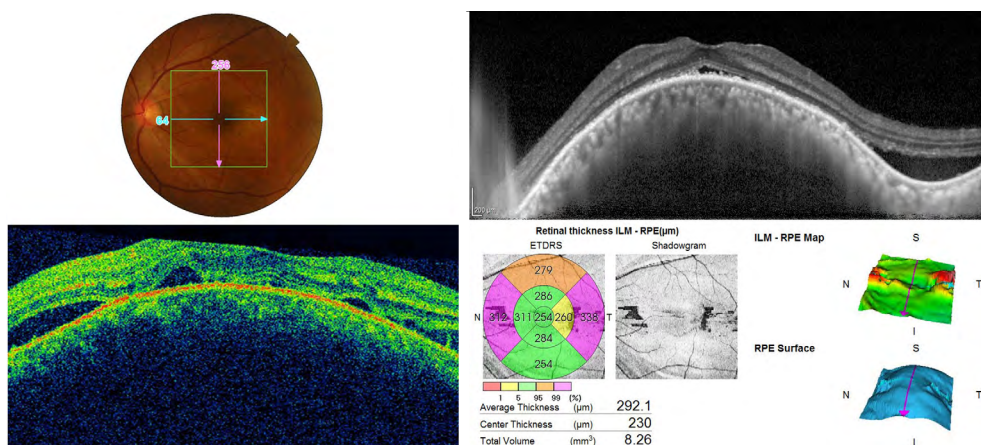 256
64
200 µm
Retinal thickness ILM - RPE(µm)
ETDRS
Shadowgram
279
286
N 312 311 254 260 338 T
284
254
1 5 95 99 (%)
Average Thickness (µm) 292.1
Center Thickness (µm) 230
Total Volume (mm³) 8.26
ILM - RPE Map
S
N
T
I
RPE Surface
S
N
T
I